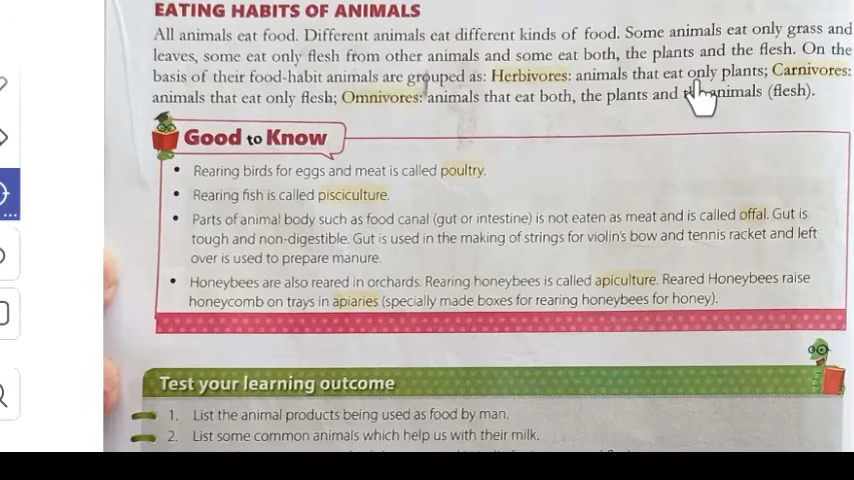 EATING HABITS OF ANIMALS
All animals eat food. Different animals eat different kinds of food. Some animals eat only grass and
leaves, some eat only flesh from other animals and some eat both, the plants and the flesh. On the
basis of their food-habit animals are grouped as: Herbivores: animals that eat only plants; Carnivores:
animals that eat only flesh; Omnivores: animals that eat both, the plants and animals (flesh).
Good to Know
• Rearing birds for eggs and meat is called poultry.
• Rearing fish is called pisciculture.
• Parts of animal body such as food canal (gut or intestine) is not eaten as meat and is called offal. Gut is
tough and non-digestible. Gut is used in the making of strings for violin's bow and tennis racket and left
over is used to prepare manure.
• Honeybees are also reared in orchards. Rearing honeybees is called apiculture. Reared Honeybees raise
honeycomb on trays in apiaries (specially made boxes for rearing honeybees for honey).
Test your learning outcome
1. List the animal products being used as food by man.
2. List some common animals which help us with their milk.